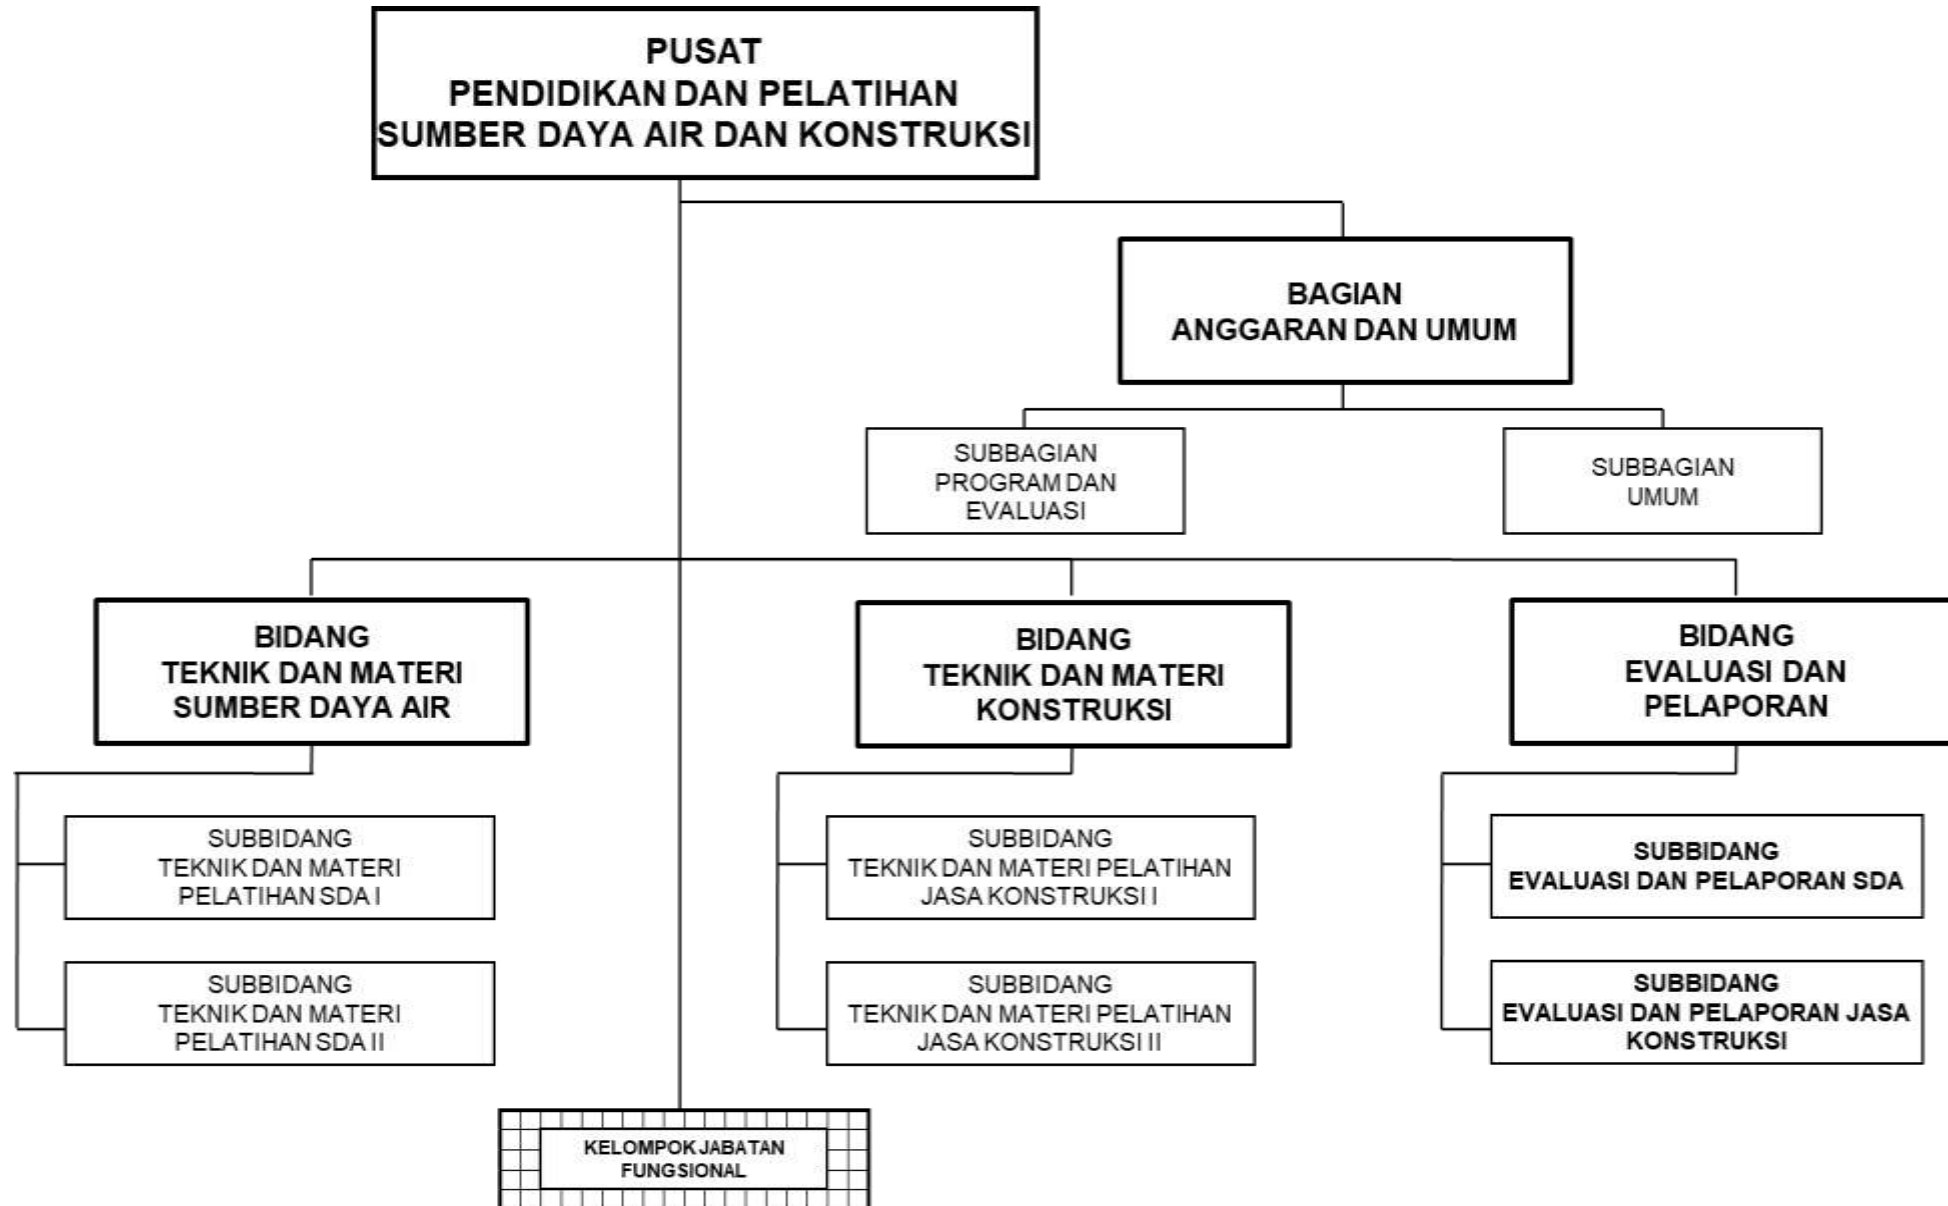 PUSAT
PENDIDIKAN DAN PELATIHAN
SUMBER DAYA AIR DAN KONSTRUKSI
BAGIAN
ANGGARAN DAN UMUM
SUBBAGIAN
PROGRAM DAN
EVALUASI
SUBBAGIAN
UMUM
BIDANG
TEKNIK DAN MATERI
SUMBER DAYA AIR
BIDANG
TEKNIK DAN MATERI
KONSTRUKSI
BIDANG
EVALUASI DAN
PELAPORAN
SUBBIDANG
TEKNIK DAN MATERI
PELATIHAN SDA I
SUBBIDANG
TEKNIK DAN MATERI PELATIHAN
JASA KONSTRUKSI I
SUBBIDANG
EVALUASI DAN PELAPORAN SDA
SUBBIDANG
TEKNIK DAN MATERI
PELATIHAN SDA II
SUBBIDANG
TEKNIK DAN MATERI PELATIHAN
JASA KONSTRUKSI II
SUBBIDANG
EVALUASI DAN PELAPORAN JASA
KONSTRUKSI
KELOMPOK JABATAN
FUNGSIONAL